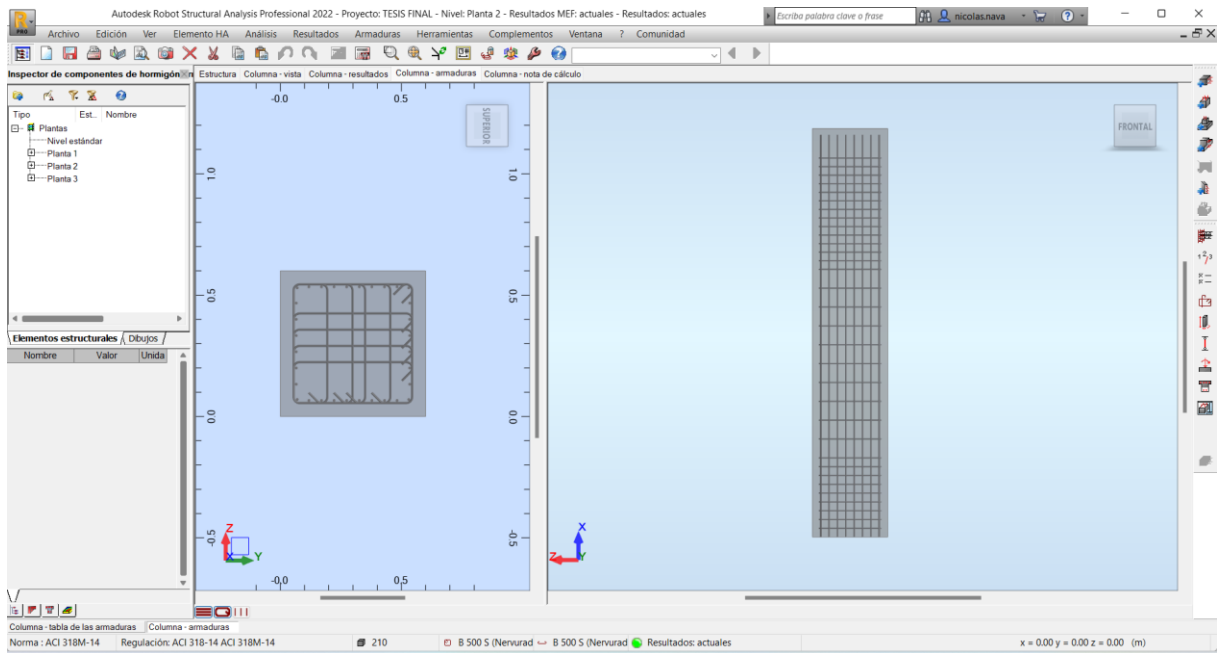 Autodesk Robot Structural Analysis Professional 2022 - Proyecto: TESIS FINAL - Nivel: Planta 2 - Resultados MEF: actuales - Resultados: actuales
Escriba palabra clave o frase
nicolas.nava
PRO
Archivo Edición Ver Elemento HA Análisis Resultados Armaduras Herramientas Complementos Ventana ? Comunidad
Inspector de componentes de hormigón
Estructura Columna - vista Columna - resultados Columna - armaduras Columna - nota de cálculo
Tipo Est... Nombre
Plantas
Nivel estándar
Planta 1
Planta 2
Planta 3
Elementos estructurales Dibujos
Nombre Valor Unida
-0.0 0.5
SUPERIOR
1.0 1.0
0.5 0.5
0.0 0.0
-0.5 -0.5
Z
X Y
-0.0 0.5
FRONTAL
X
Z Y
Columna - tabla de las armaduras Columna - armaduras
Norma : ACI 318M-14 Regulación: ACI 318-14 ACI 318M-14 210 B 500 S (Nervurad B 500 S (Nervurad Resultados: actuales x = 0.00 y = 0.00 z = 0.00 (m)